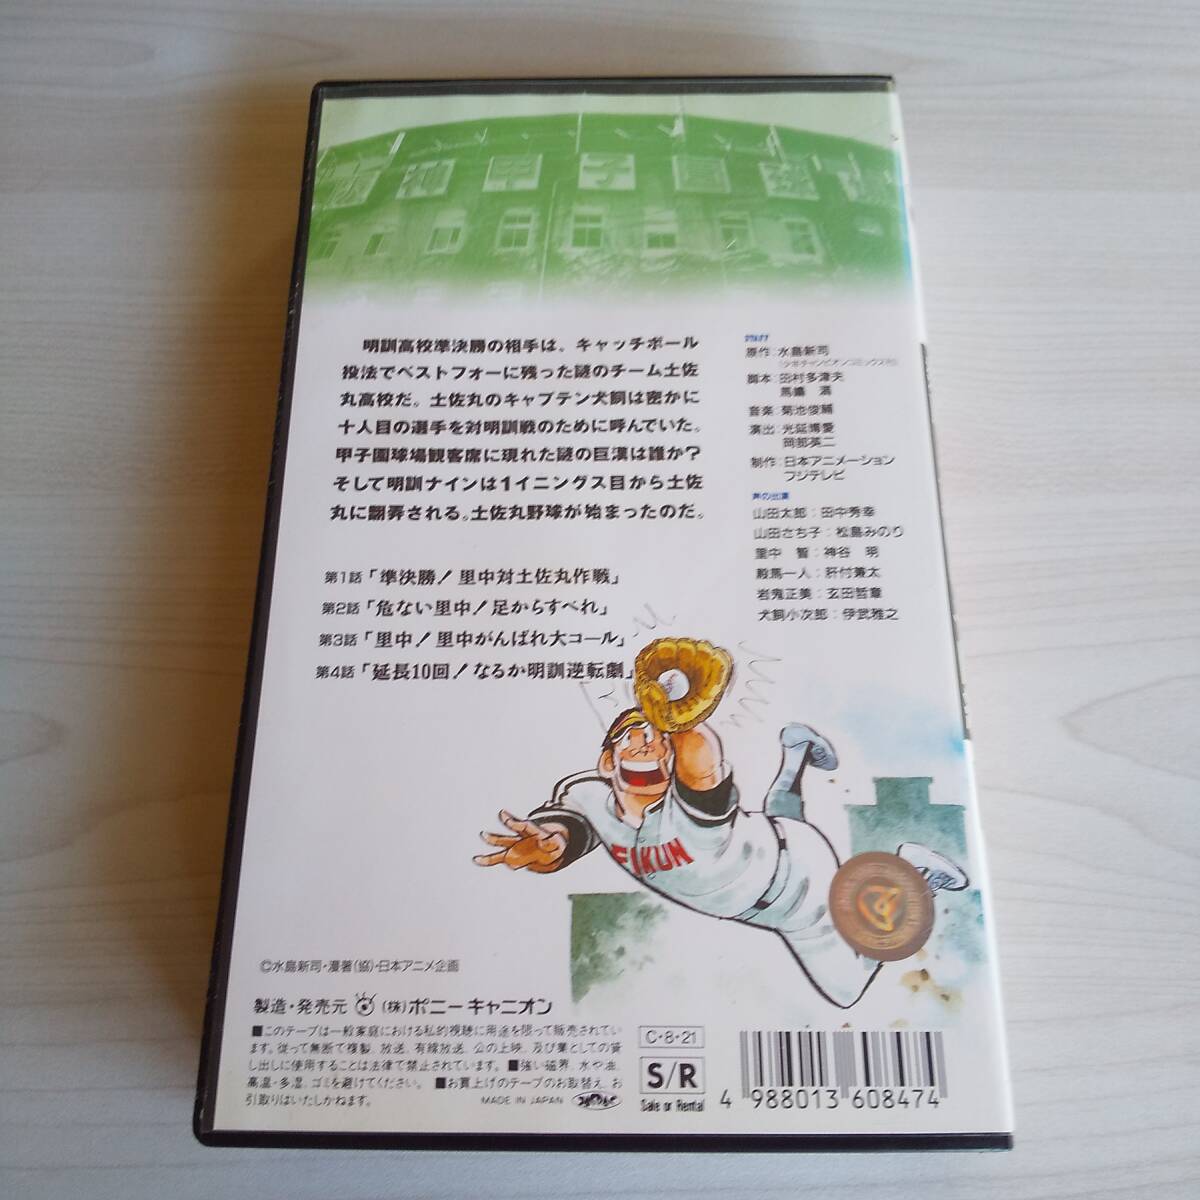 阪神甲子園球
明訓高校準決勝の相手は、キャッチボール
投法でベストフォーに残った謎のチーム土佐
丸高校だ。土佐丸のキャプテン犬飼は密かに
十人目の選手を対明訓戦のために呼んでいた。
甲子園球場観客席に現れた謎の巨漢は誰か?
そして明訓ナインは1イニングス目から土佐
丸に翻弄される。土佐丸野球が始まったのだ。
第1話「準決勝!里中対土佐丸作戦」
第2話「危ない里中!足からすべれ」
第3話「里中!里中がんばれ大コール」
第4話「延長10回!なるか明訓逆転劇」
STAFF
原作:水島新司
(少年チャンピオンコミックス刊)
脚本:田村多津夫
馬嶋 満
音楽:菊池俊輔
演出:光延博愛
岡部英二
制作:日本アニメーション
フジテレビ
声の出演
山田太郎:田中秀幸
山田さち子:松島みのり
里中 智:神谷 明
殿馬一人:肝付兼太
岩鬼正美:玄田哲章
犬飼小次郎:伊武雅之
EIKUN
©水島新司・漫著(協)・日本アニメ企画
製造・発売元 (株)ポニーキャニオン
■このテープは一般家庭における私的視聴に用途を限って販売されてい
ます。従って無断で複製、放送、有線放送、公の上映、及び業としての貸
し出しに使用することは法律で禁止されています。■強い磁界、水や油、
高温・多湿、ゴミを避けてください。■お買上げのテープのお取替え、お
引取りはいたしかねます。
MADE IN JAPAN
C・8・21
S/R
Sale or Rental
4 988013 608474